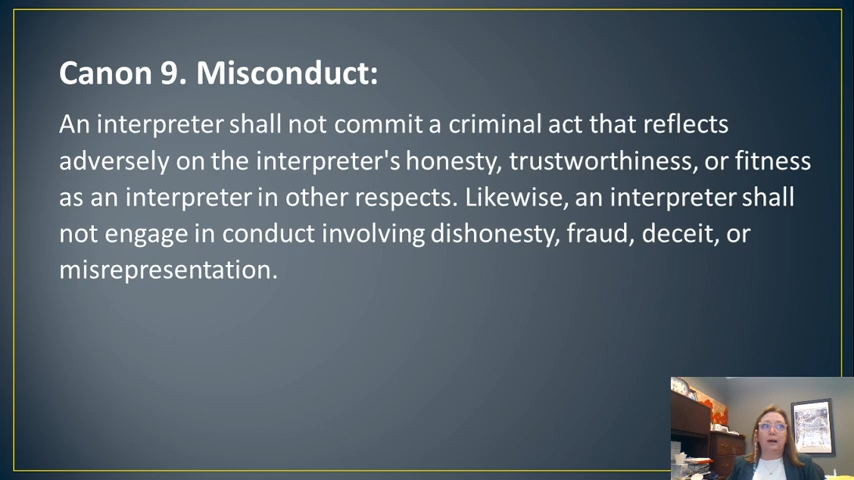 Canon 9. Misconduct:
An interpreter shall not commit a criminal act that reflects
adversely on the interpreter's honesty, trustworthiness, or fitness
as an interpreter in other respects. Likewise, an interpreter shall
not engage in conduct involving dishonesty, fraud, deceit, or
misrepresentation.